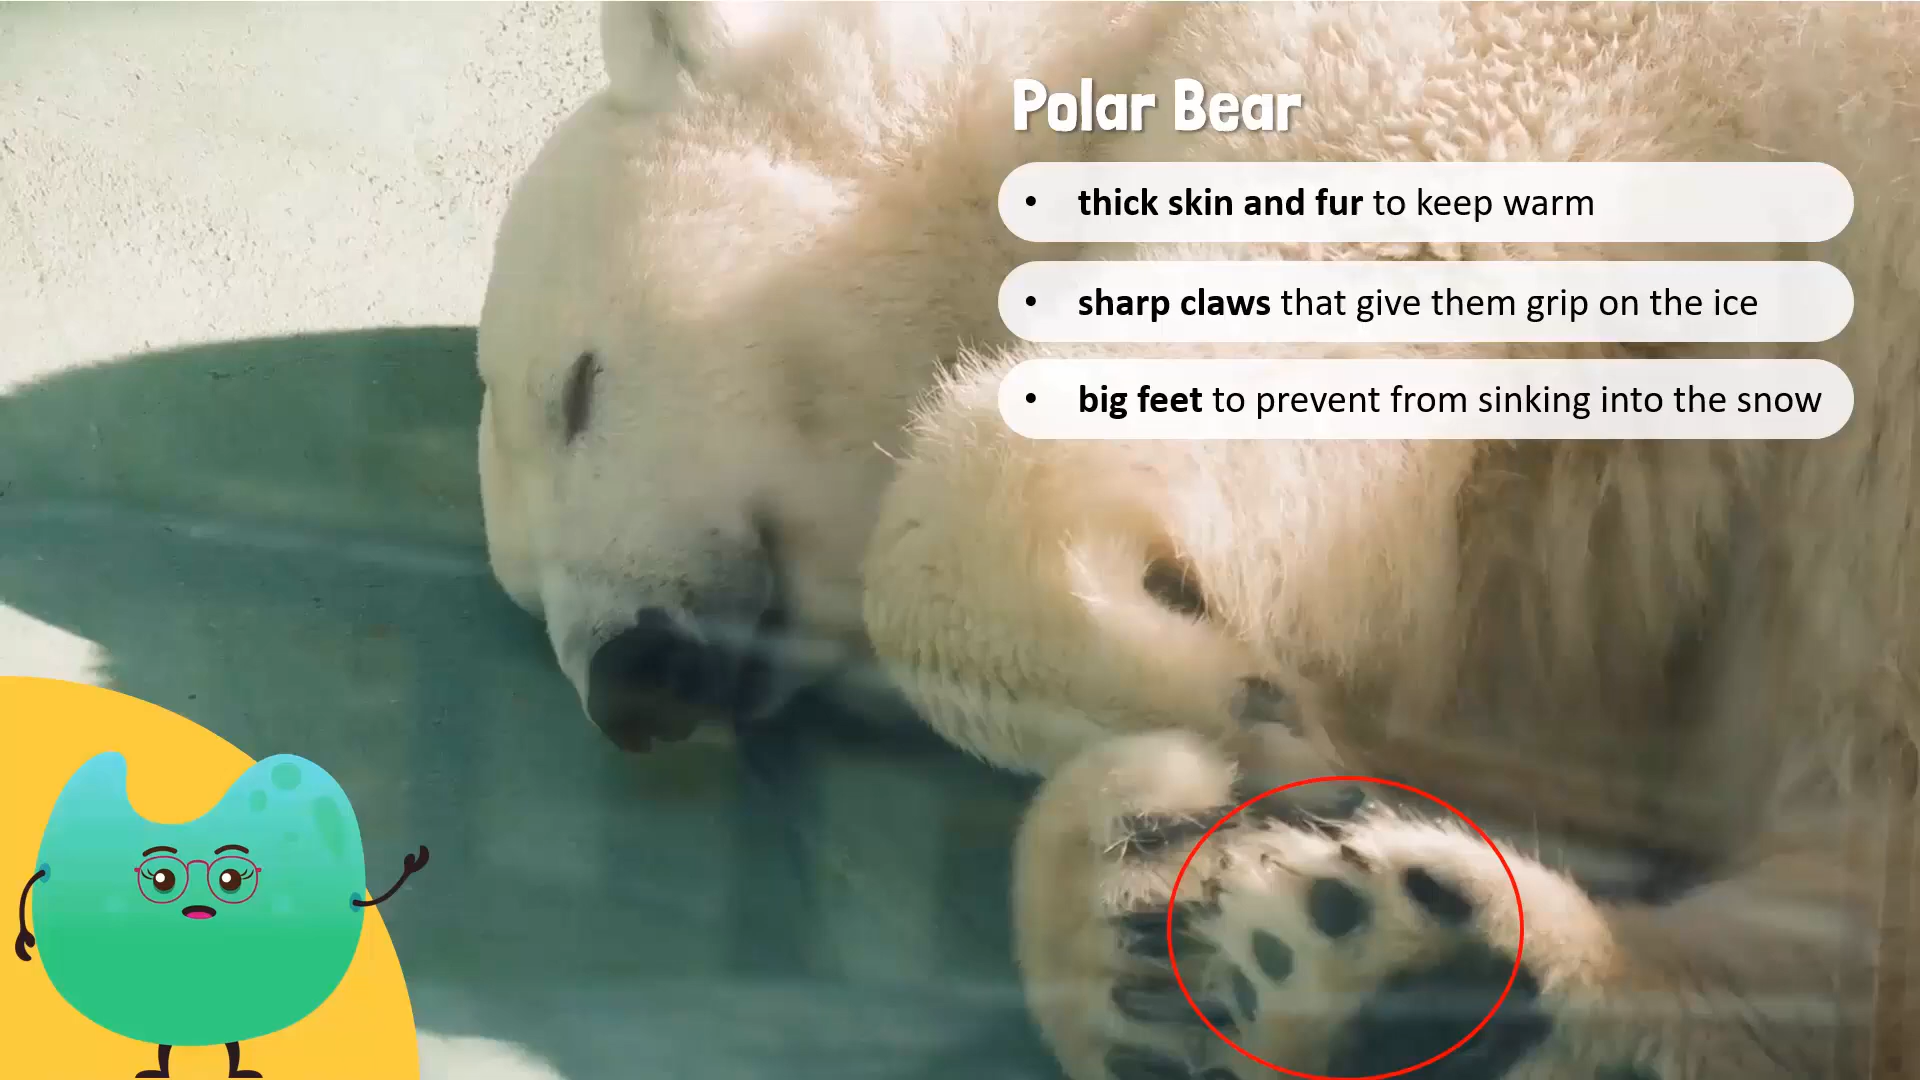 Polar Bear
• thick skin and fur to keep warm
• sharp claws that give them grip on the ice
• big feet to prevent from sinking into the snow